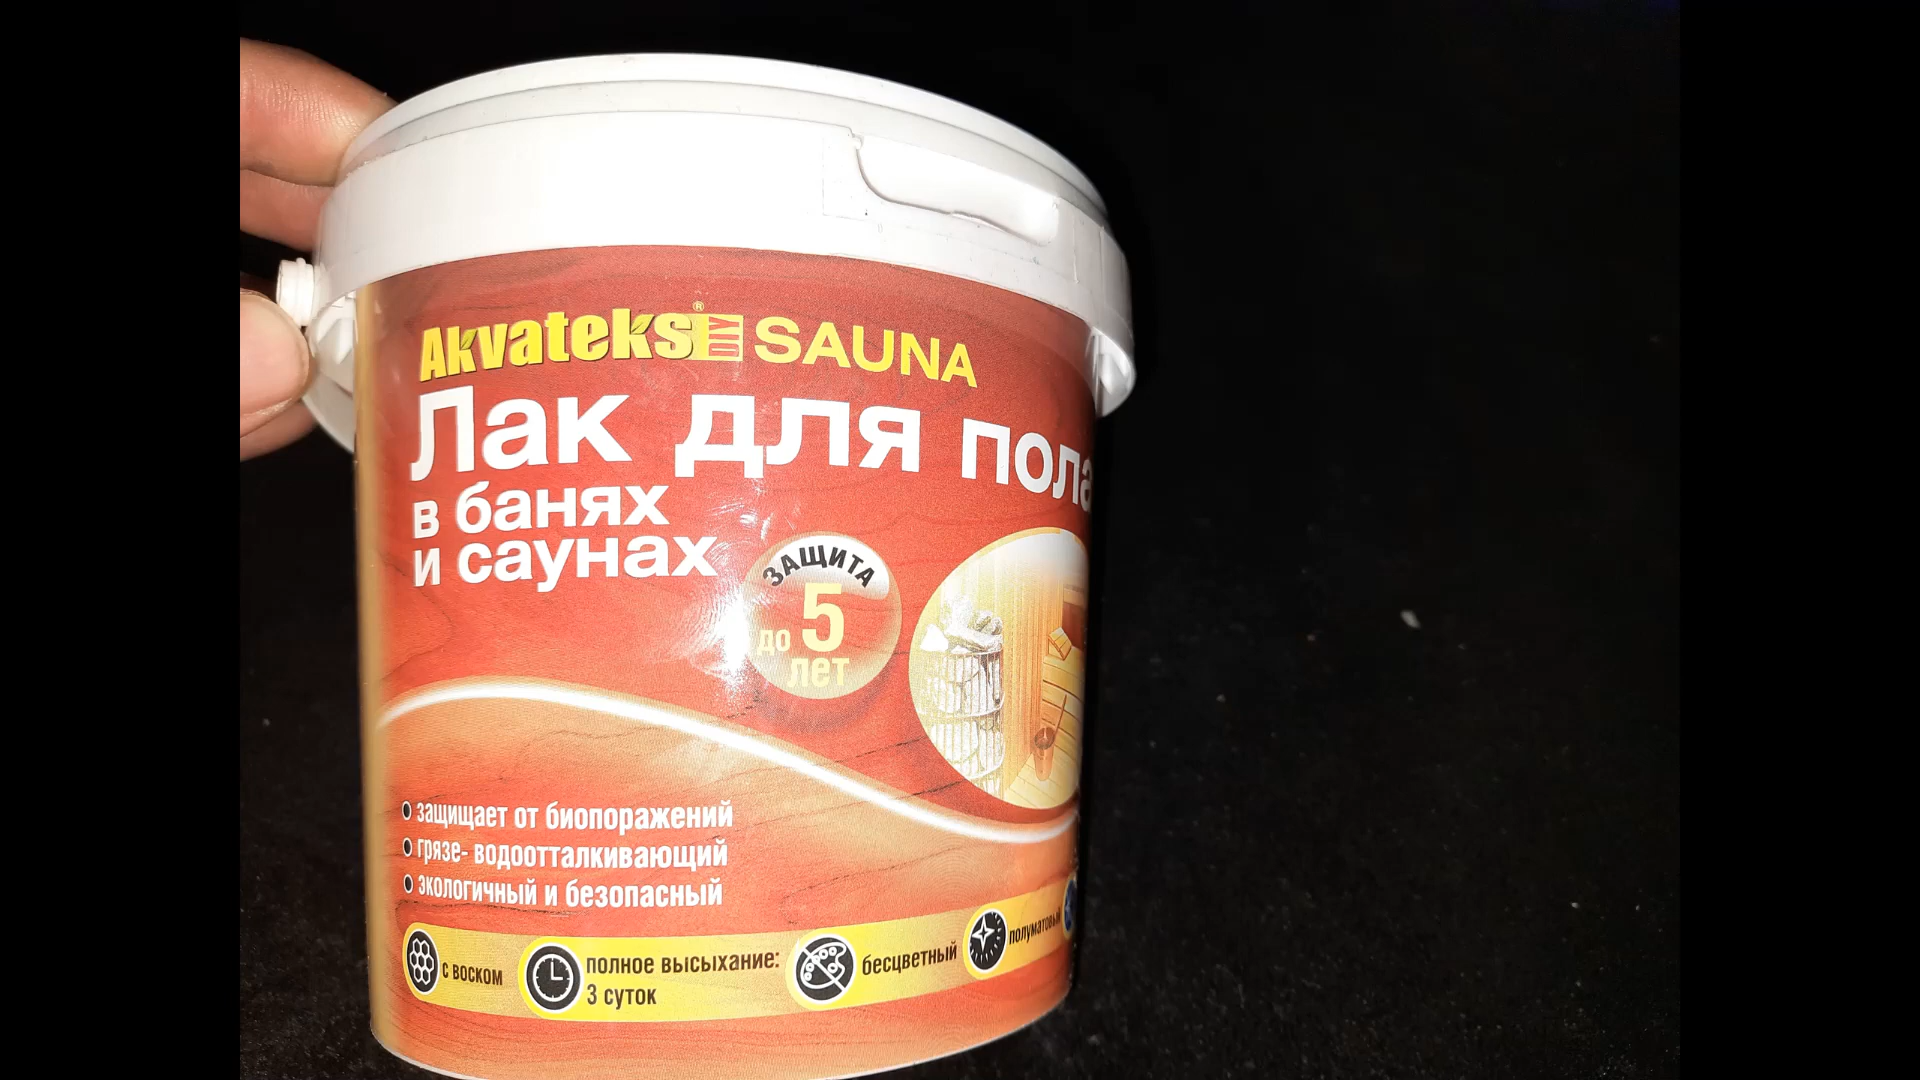 Akvateks® DIY SAUNA
Лак для пола
в банях
и саунах
ЗАЩИТА
до 5
лет
защищает от биопоражений
грязе- водоотталкивающий
экологичный и безопасный
с воском
полное высыхание:
3 суток
бесцветный
полуматовый